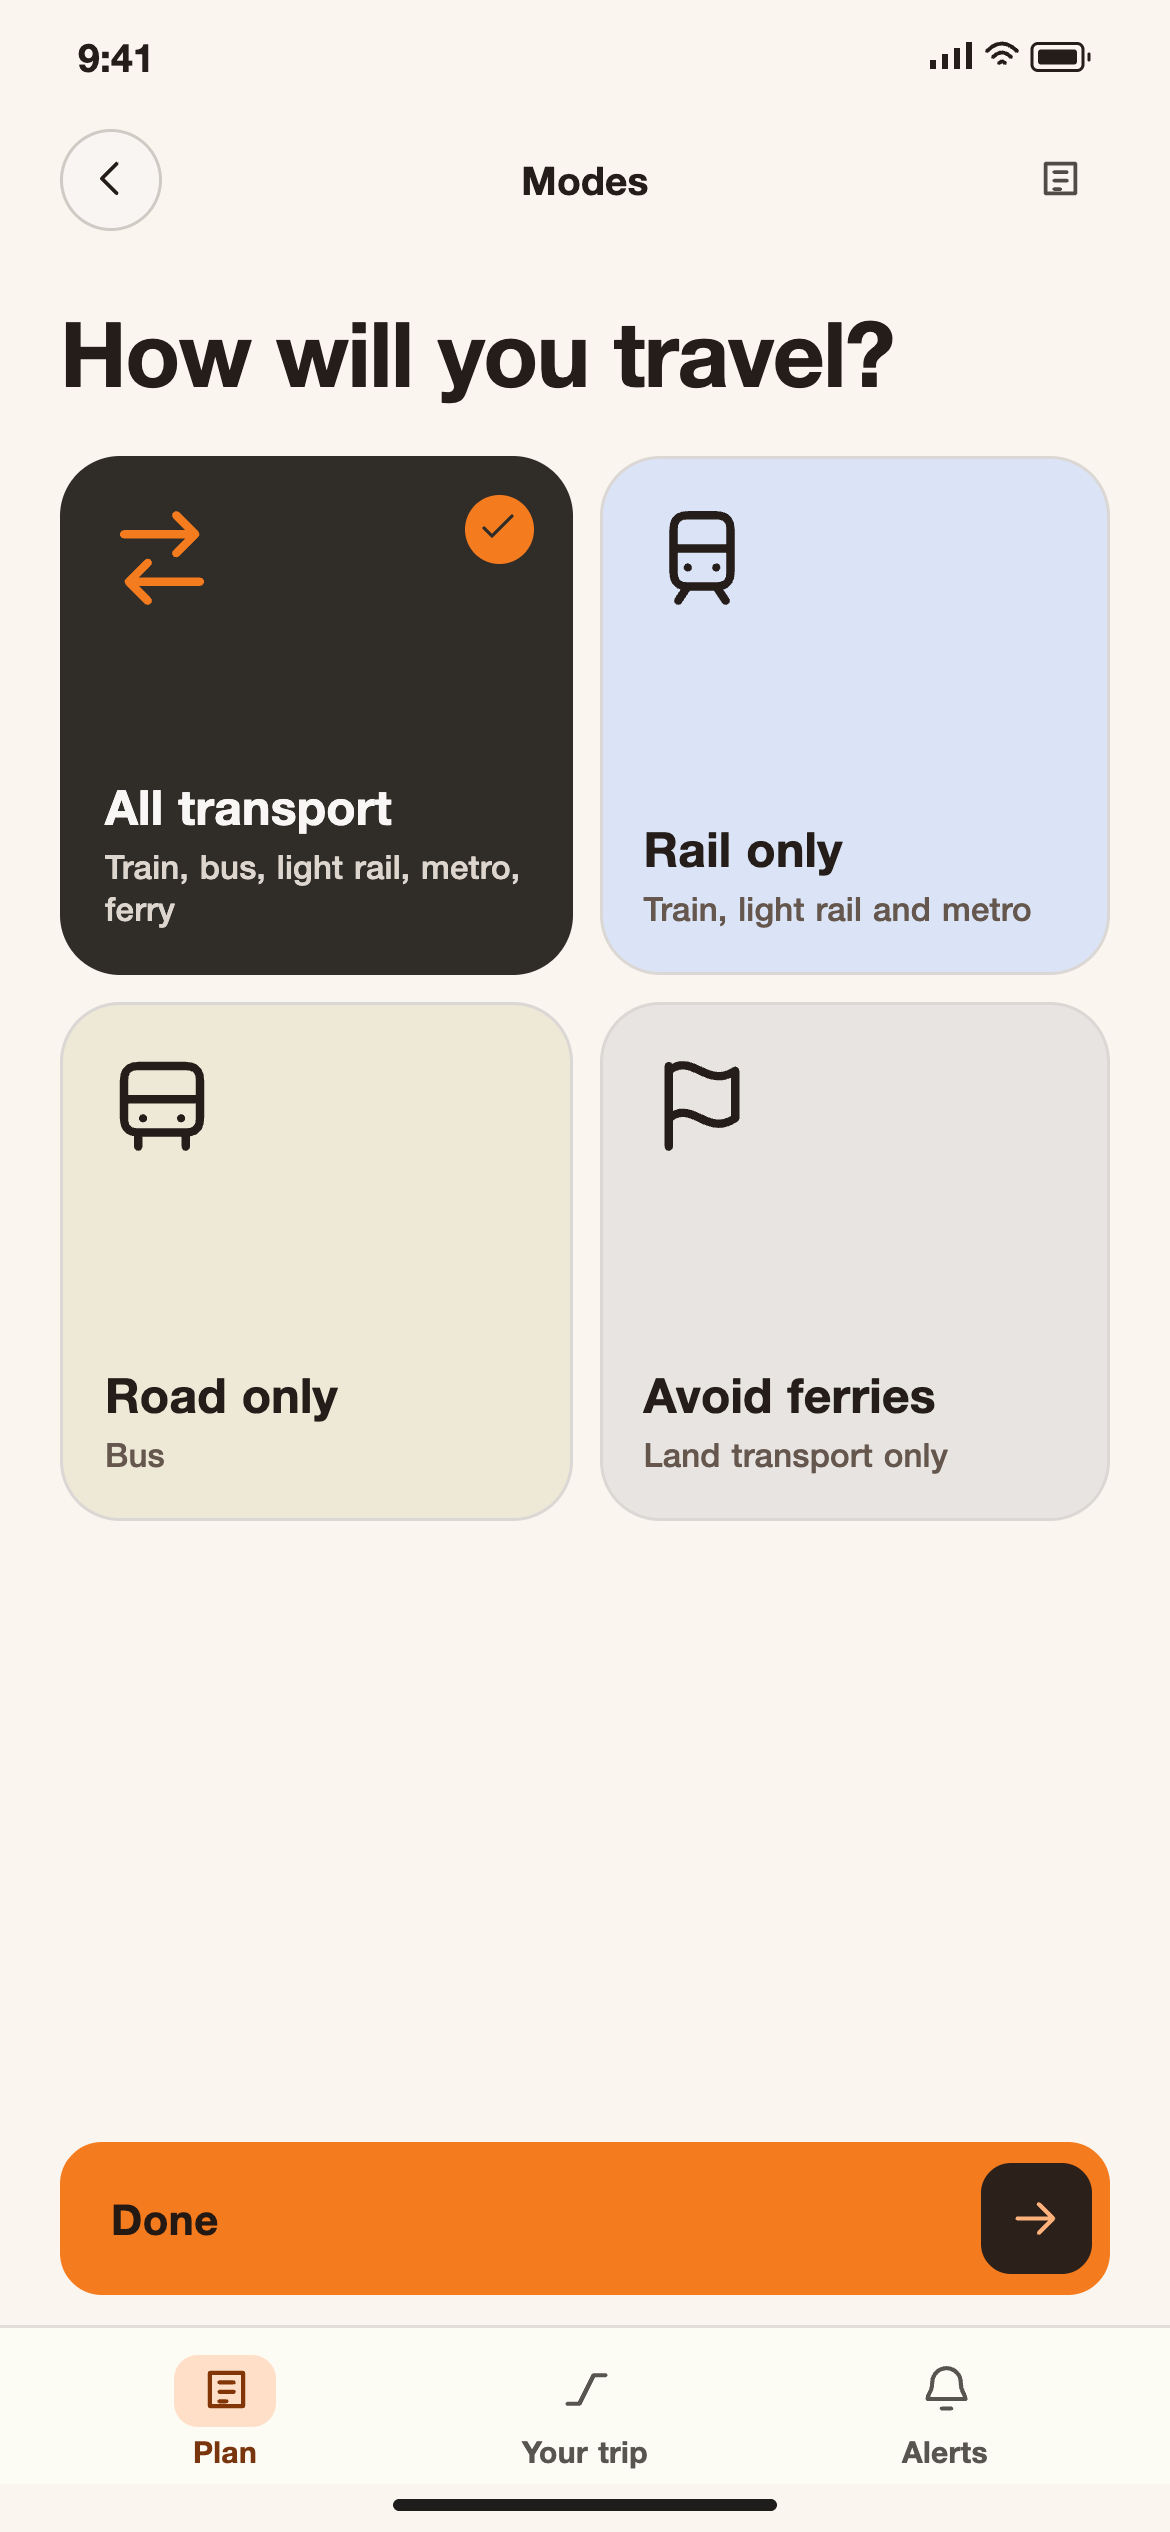 9:41
Modes
How will you travel?
All transport
Train, bus, light rail, metro,
ferry
Rail only
Train, light rail and metro
Road only
Bus
Avoid ferries
Land transport only
Done
Plan
Your trip
Alerts